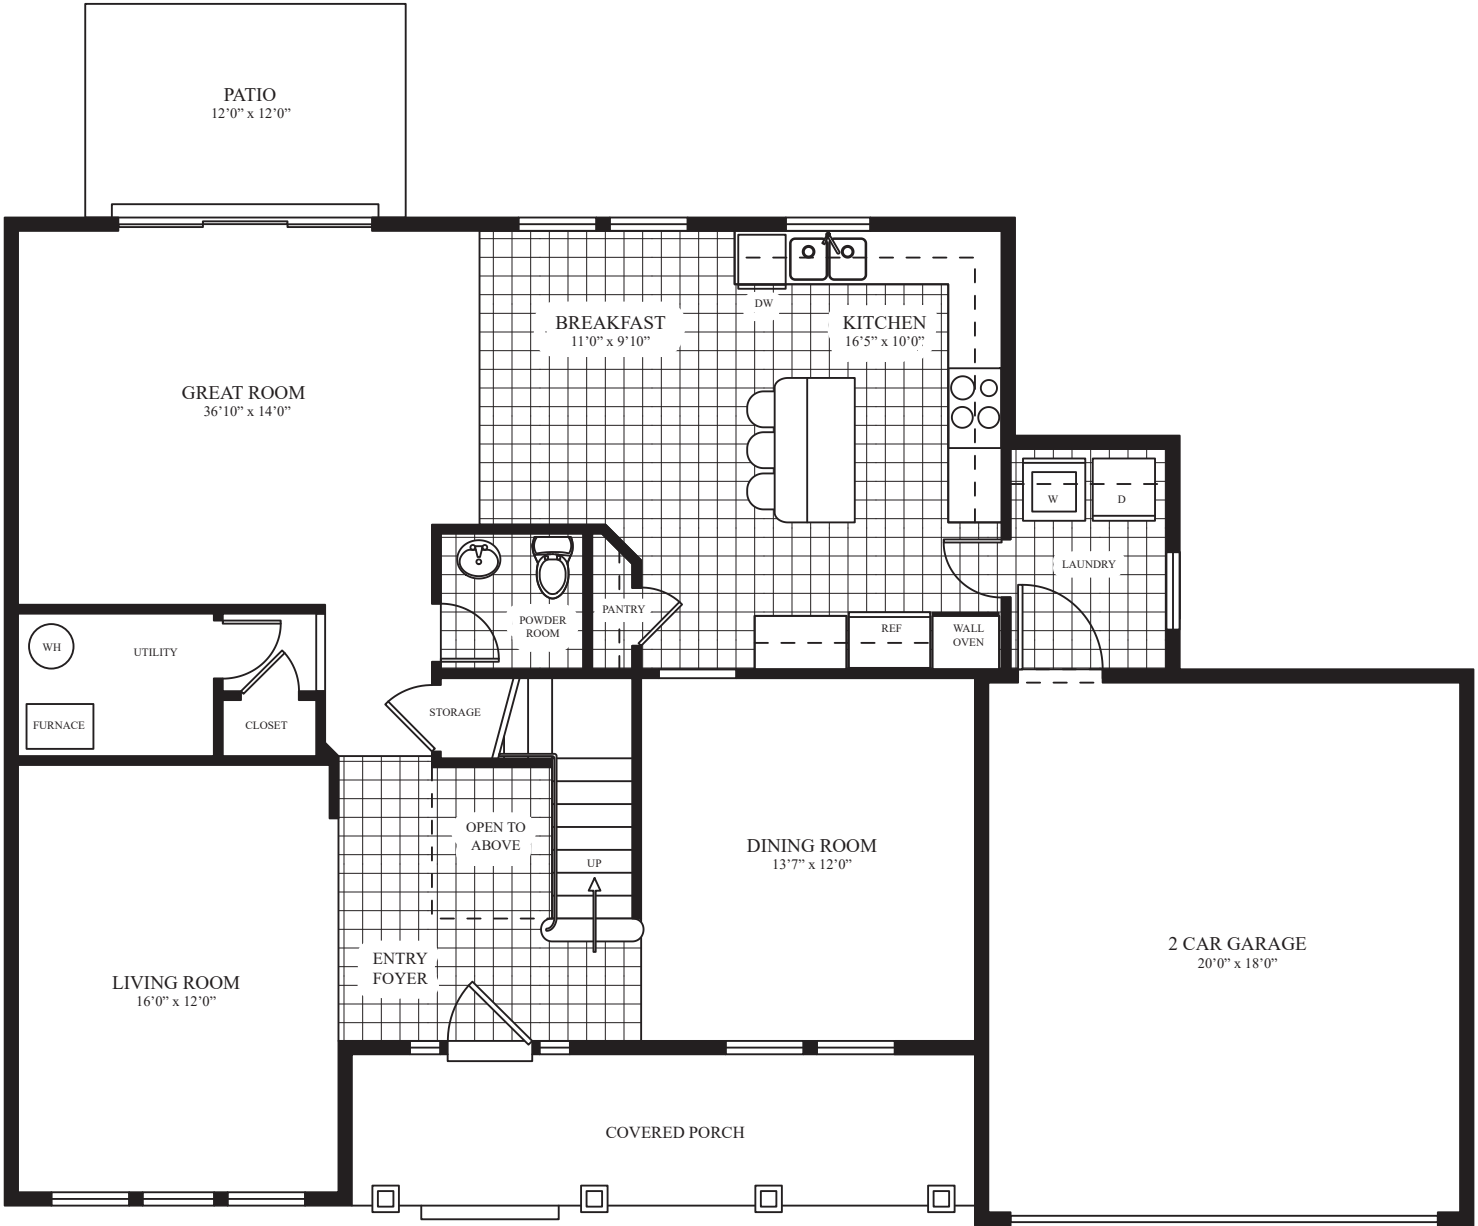 PATIO
12’0” x 12’0”
BREAKFAST
11’0” x 9’10”
DW
KITCHEN
16’5” x 10’0”
GREAT ROOM
36’10” x 14’0”
W
D
LAUNDRY
POWDER
ROOM
PANTRY
REF
WALL
OVEN
WH
UTILITY
FURNACE
CLOSET
STORAGE
OPEN TO
ABOVE
UP
DINING ROOM
13’7” x 12’0”
ENTRY
FOYER
LIVING ROOM
16’0” x 12’0”
2 CAR GARAGE
20’0” x 18’0”
COVERED PORCH